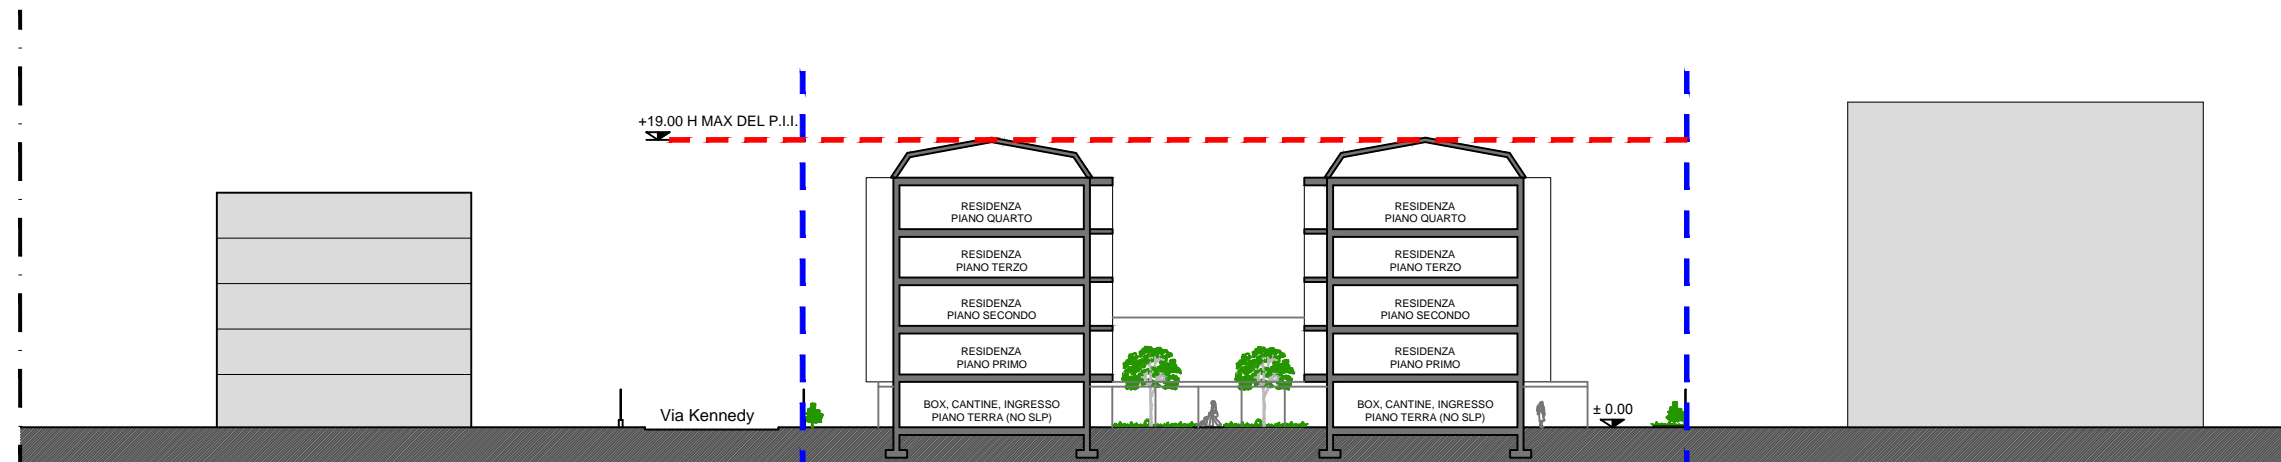 +19.00 H MAX DEL P.I.I.
RESIDENZA
PIANO QUARTO
RESIDENZA
PIANO TERZO
RESIDENZA
PIANO SECONDO
RESIDENZA
PIANO PRIMO
BOX, CANTINE, INGRESSO
PIANO TERRA (NO SLP)
RESIDENZA
PIANO QUARTO
RESIDENZA
PIANO TERZO
RESIDENZA
PIANO SECONDO
RESIDENZA
PIANO PRIMO
BOX, CANTINE, INGRESSO
PIANO TERRA (NO SLP)
Via Kennedy
± 0.00